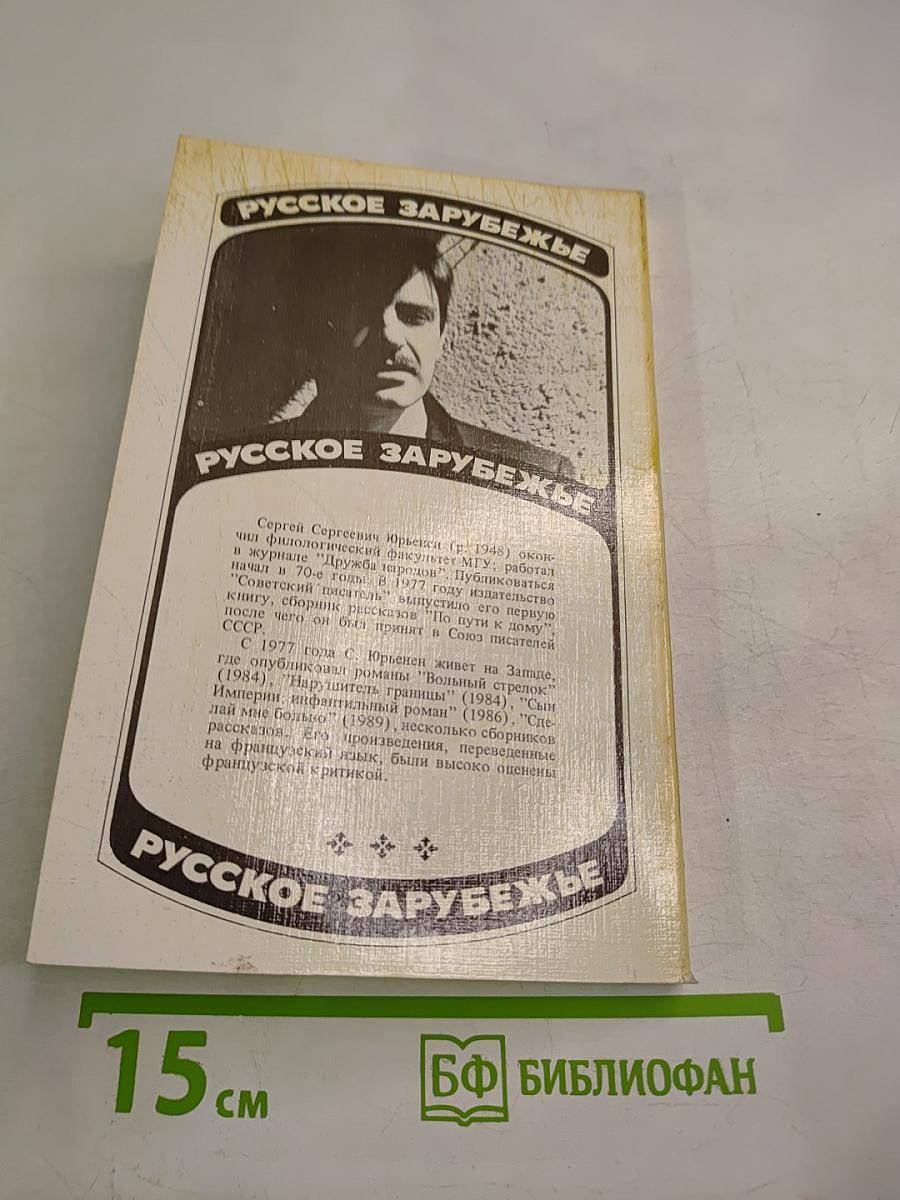 РУССКОЕ ЗАРУБЕЖЬЕ
РУССКОЕ ЗАРУБЕЖЬЕ
Сергей Сергеевич Юрьенен (р. 1948) окон-
чил филологический факультет МГУ; работал
в журнале "Дружба народов". Публиковаться
начал в 70-е годы. В 1977 году издательство
"Советский писатель" выпустило его первую
книгу, сборник рассказов "По пути к дому",
после чего он был принят в Союз писателей
СССР.
С 1977 года С. Юрьенен живет на Западе,
где опубликовал романы "Вольный стрелок"
(1984), "Нарушитель границы" (1984), "Сын
Империи, инфантильный роман" (1986), "Сде-
лай мне больно" (1989), несколько сборников
рассказов. Его произведения, переведенные
на французский язык, были высоко оценены
французской критикой.
РУССКОЕ ЗАРУБЕЖЬЕ
15 см
БФ БИБЛИОФАН